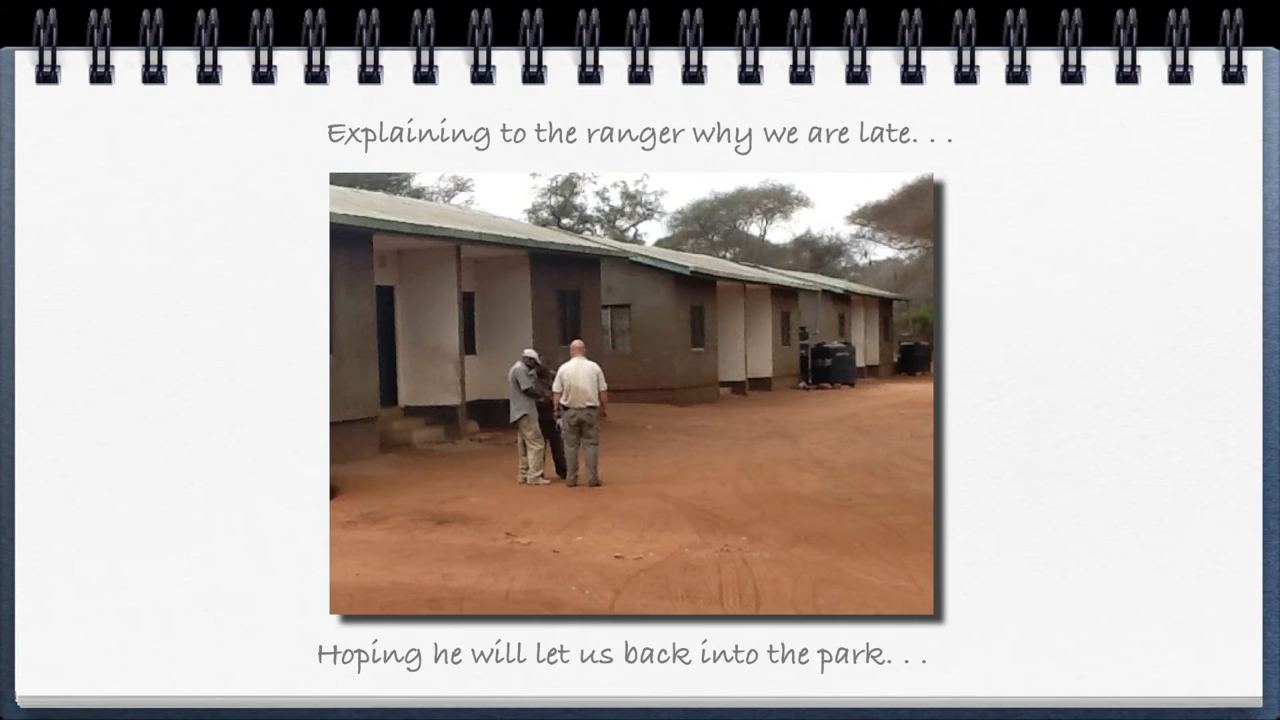 Explaining to the ranger why we are late. . .
Hoping he will let us back into the park. . .